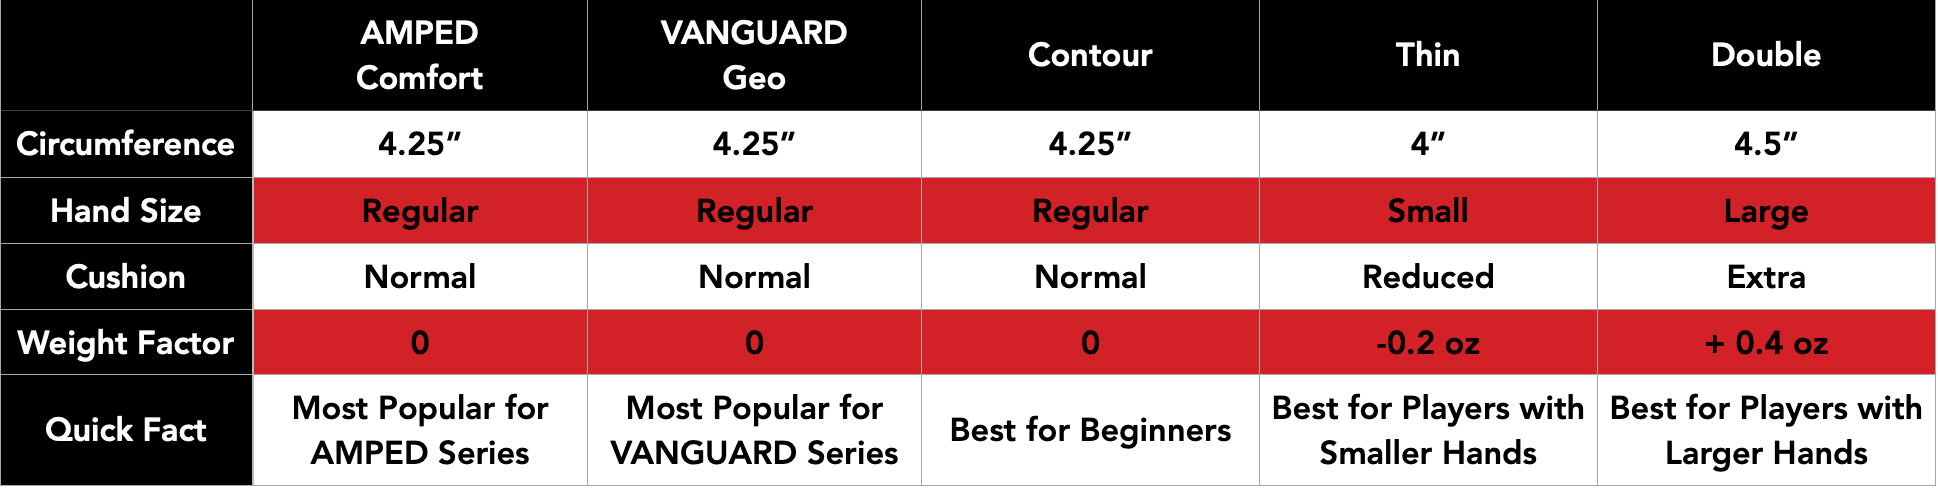 AMPED
Comfort
VANGUARD
Geo
Contour
Thin
Double
Circumference
4.25”
4.25”
4.25”
4”
4.5”
Hand Size
Regular
Regular
Regular
Small
Large
Cushion
Normal
Normal
Normal
Reduced
Extra
Weight Factor
0
0
0
-0.2 oz
+ 0.4 oz
Quick Fact
Most Popular for
AMPED Series
Most Popular for
VANGUARD Series
Best for Beginners
Best for Players with
Smaller Hands
Best for Players with
Larger Hands